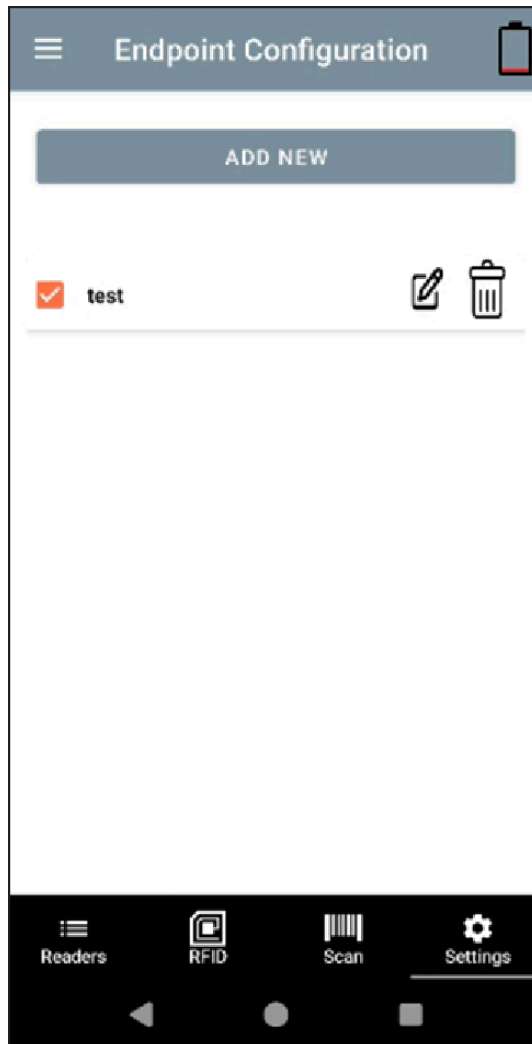 Endpoint Configuration
ADD NEW
test
Readers
RFID
Scan
Settings